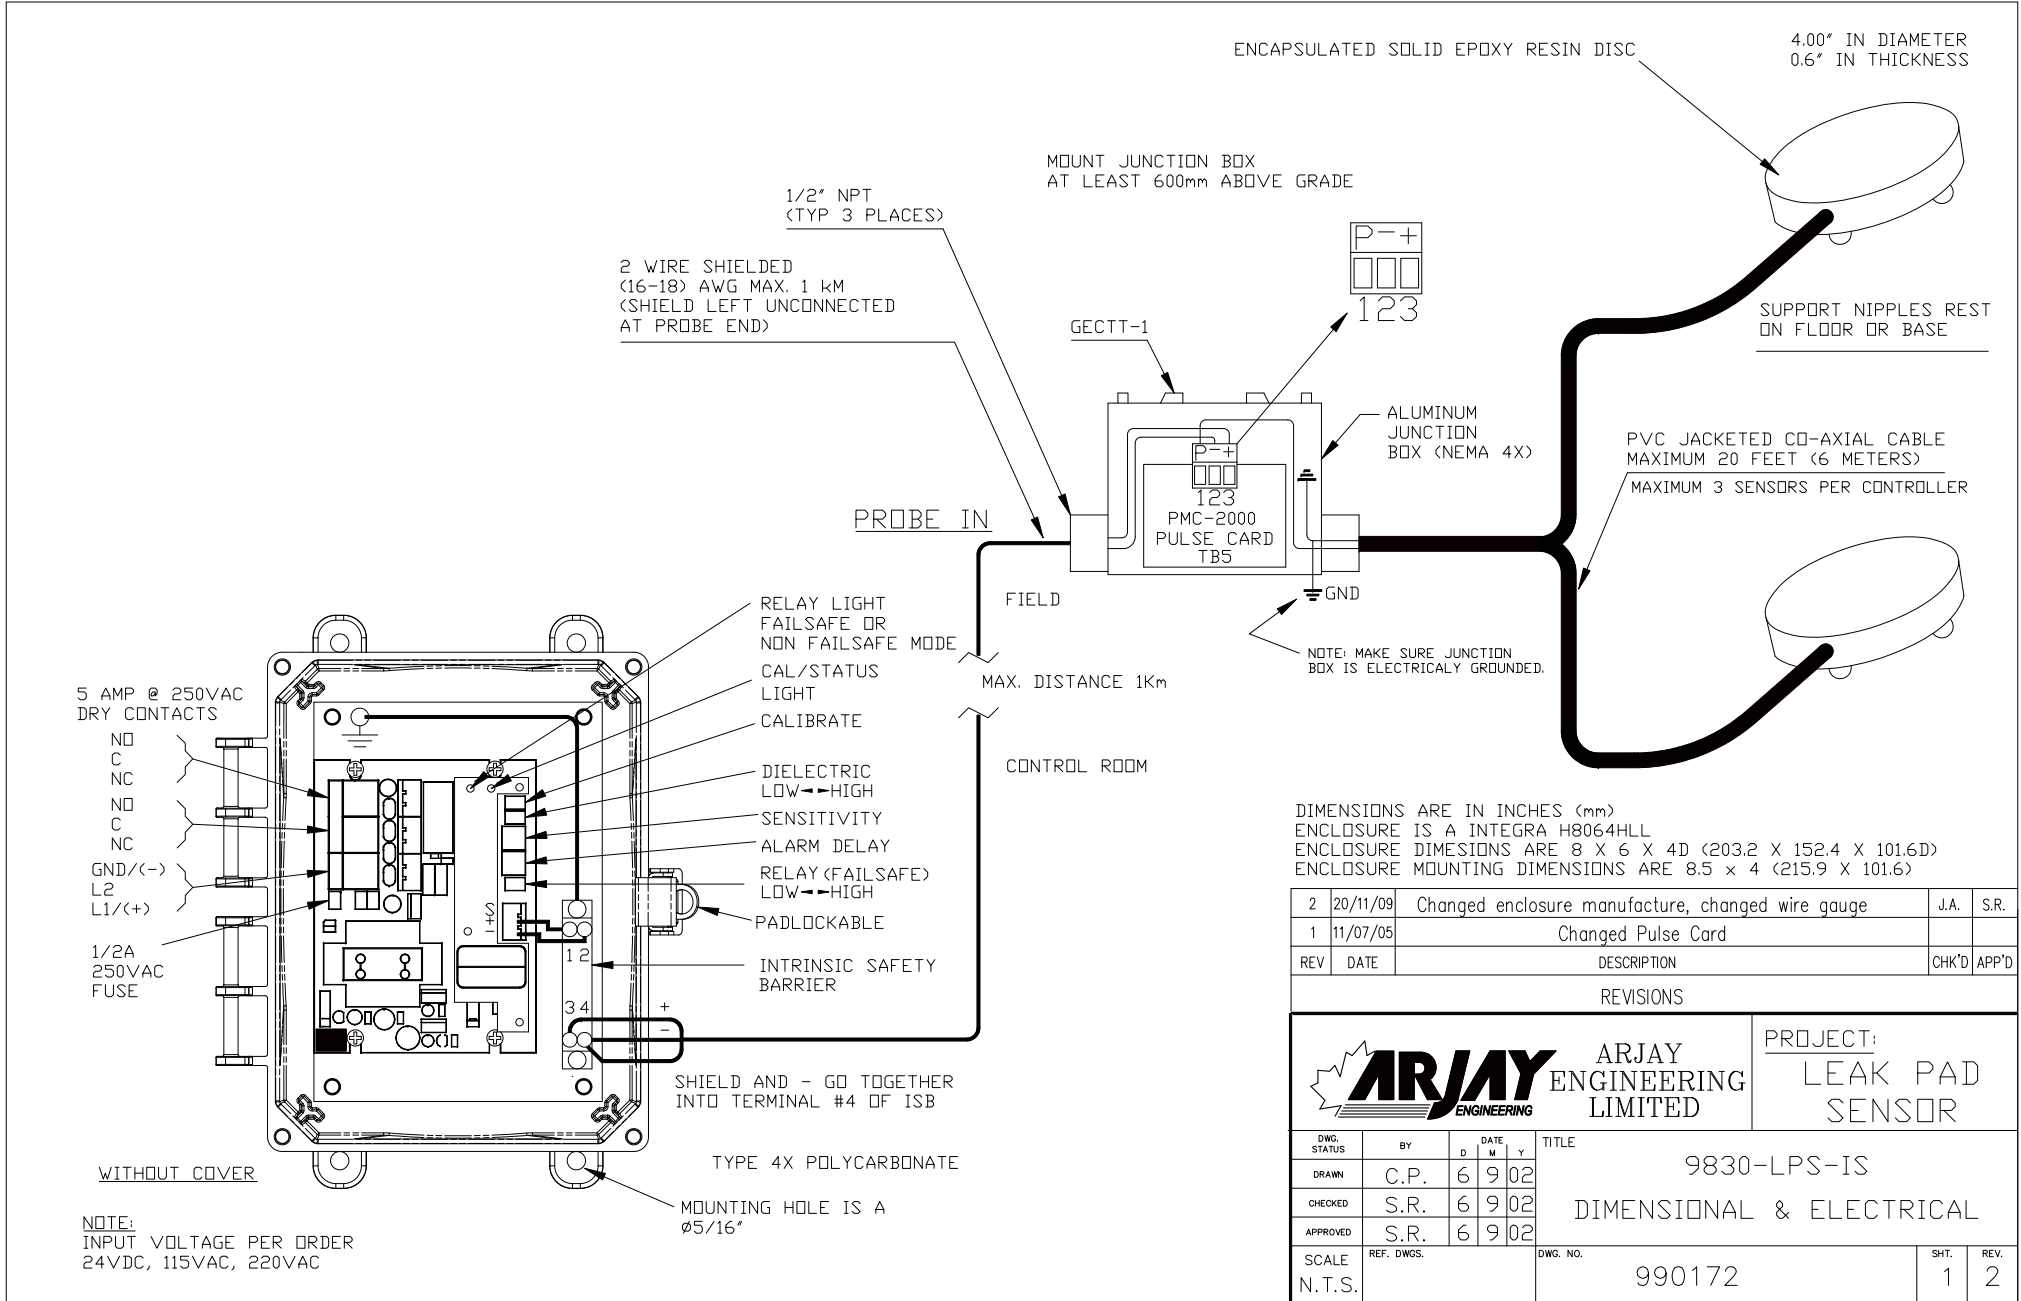 ENCAPSULATED SOLID EPOXY RESIN DISC
4.00" IN DIAMETER
0.6" IN THICKNESS
MOUNT JUNCTION BOX
AT LEAST 600mm ABOVE GRADE
1/2" NPT
(TYP 3 PLACES)
2 WIRE SHIELDED
(16-18) AWG MAX. 1 kM
(SHIELD LEFT UNCONNECTED
AT PROBE END)
P-+
123
GECTT-1
SUPPORT NIPPLES REST
ON FLOOR OR BASE
ALUMINUM
JUNCTION
BOX (NEMA 4X)
PVC JACKETED CO-AXIAL CABLE
MAXIMUM 20 FEET (6 METERS)
MAXIMUM 3 SENSORS PER CONTROLLER
P-+
123
PMC-2000
PULSE CARD
TB5
PROBE IN
FIELD
GND
NOTE: MAKE SURE JUNCTION
BOX IS ELECTRICALY GROUNDED.
MAX. DISTANCE 1Km
CONTROL ROOM
RELAY LIGHT
FAILSAFE OR
NON FAILSAFE MODE
CAL/STATUS
LIGHT
CALIBRATE
DIELECTRIC
LOW HIGH
SENSITIVITY
ALARM DELAY
RELAY (FAILSAFE)
LOW HIGH
PADLOCKABLE
INTRINSIC SAFETY
BARRIER
5 AMP @ 250VAC
DRY CONTACTS
NO
C
NC
NO
C
NC
GND/(-)
L2
L1/(+)
1/2A
250VAC
FUSE
S+-
12
34
+
-
SHIELD AND - GO TOGETHER
INTO TERMINAL #4 OF ISB
TYPE 4X POLYCARBONATE
MOUNTING HOLE IS A
Ø5/16"
WITHOUT COVER
NOTE:
INPUT VOLTAGE PER ORDER
24VDC, 115VAC, 220VAC
DIMENSIONS ARE IN INCHES (mm)
ENCLOSURE IS A INTEGRA H8064HLL
ENCLOSURE DIMESIONS ARE 8 X 6 X 4D (203.2 X 152.4 X 101.6D)
ENCLOSURE MOUNTING DIMENSIONS ARE 8.5 x 4 (215.9 X 101.6)
2 20/11/09 Changed enclosure manufacture, changed wire gauge J.A. S.R.
1 11/07/05 Changed Pulse Card
REV DATE DESCRIPTION CHK'D APP'D
REVISIONS
ARJAY ENGINEERING
ARJAY
ENGINEERING
LIMITED
PROJECT:
LEAK PAD
SENSOR
DWG. STATUS BY DATE D M Y
DRAWN C.P. 6 9 02
CHECKED S.R. 6 9 02
APPROVED S.R. 6 9 02
TITLE
9830-LPS-IS
DIMENSIONAL & ELECTRICAL
SCALE
N.T.S.
REF. DWGS.
DWG. NO.
990172
SHT.
1
REV.
2